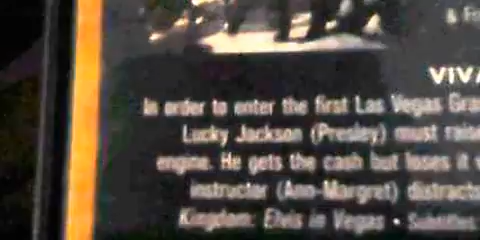 & Fr
VIVA
In order to enter the first Las Vegas Gran
Lucky Jackson (Presley) must raise
engine. He gets the cash but loses it w
instructor (Ann-Margret) distracts
Kingdom: Elvis in Vegas • Subtitles: